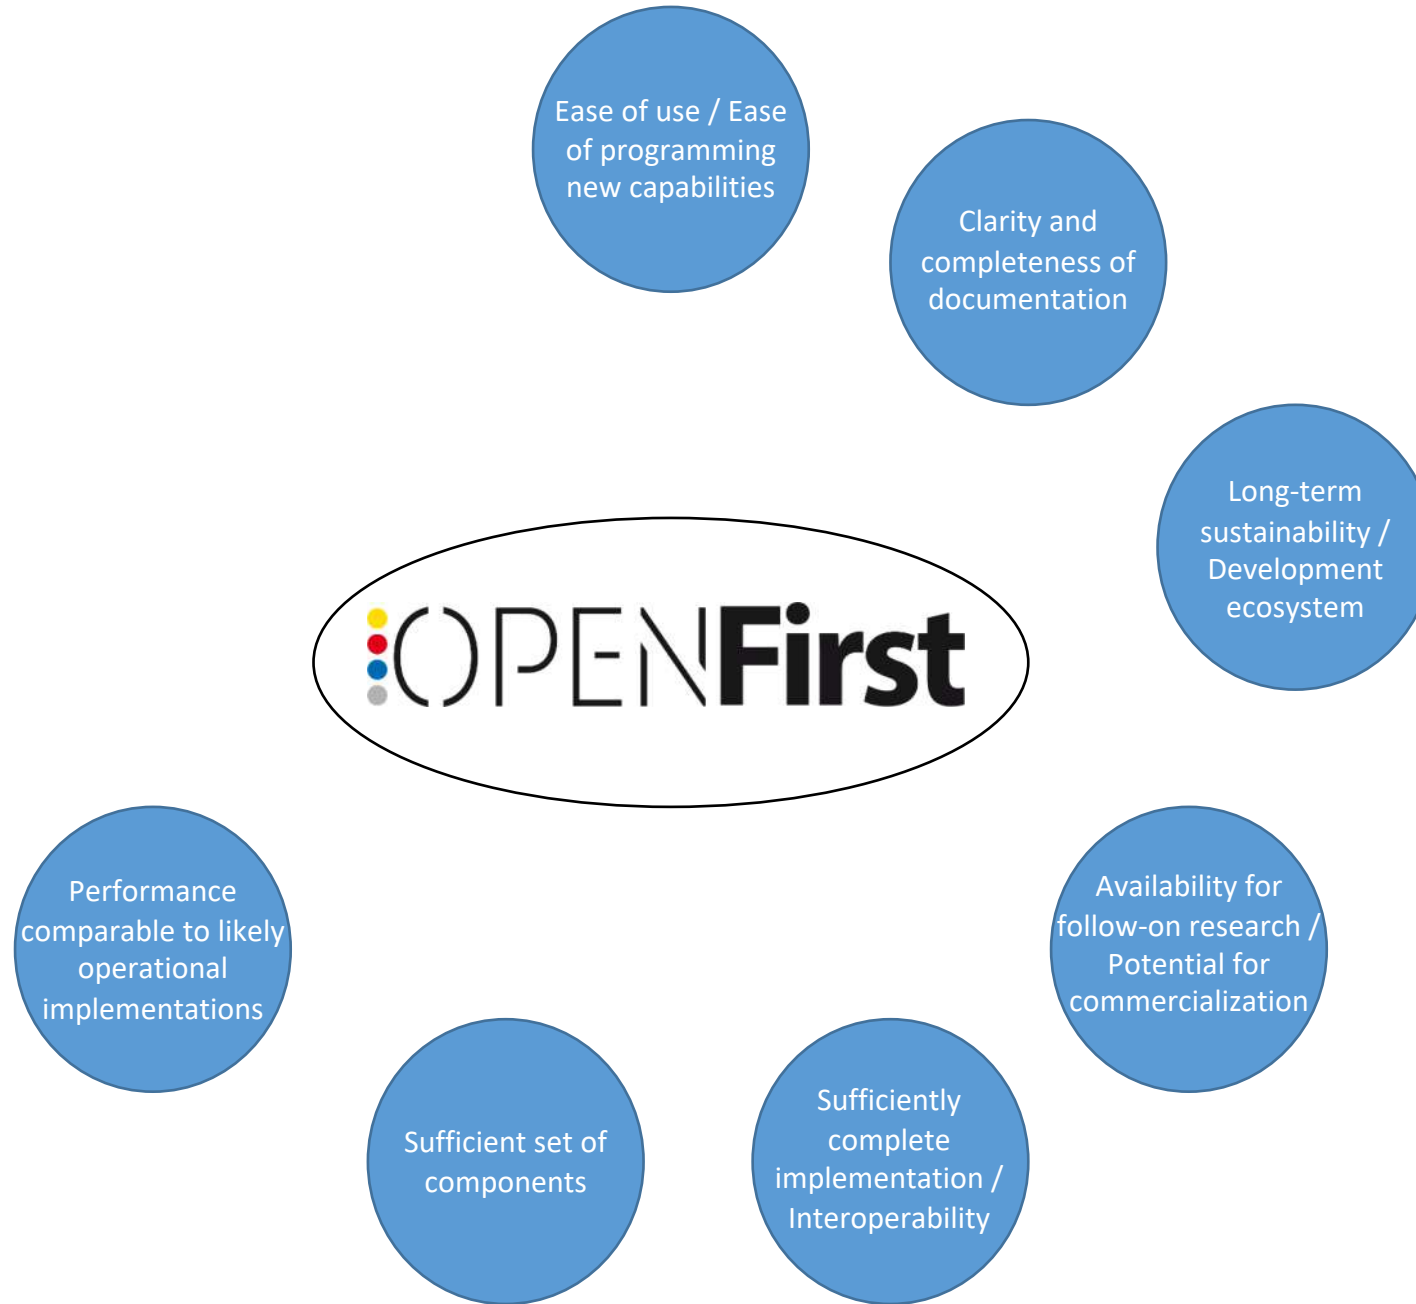 Ease of use / Ease
of programming
new capabilities
Clarity and
completeness of
documentation
Long-term
sustainability /
Development
ecosystem
OPENFirst
Performance
comparable to likely
operational
implementations
Availability for
follow-on research /
Potential for
commercialization
Sufficient set of
components
Sufficiently
complete
implementation /
Interoperability